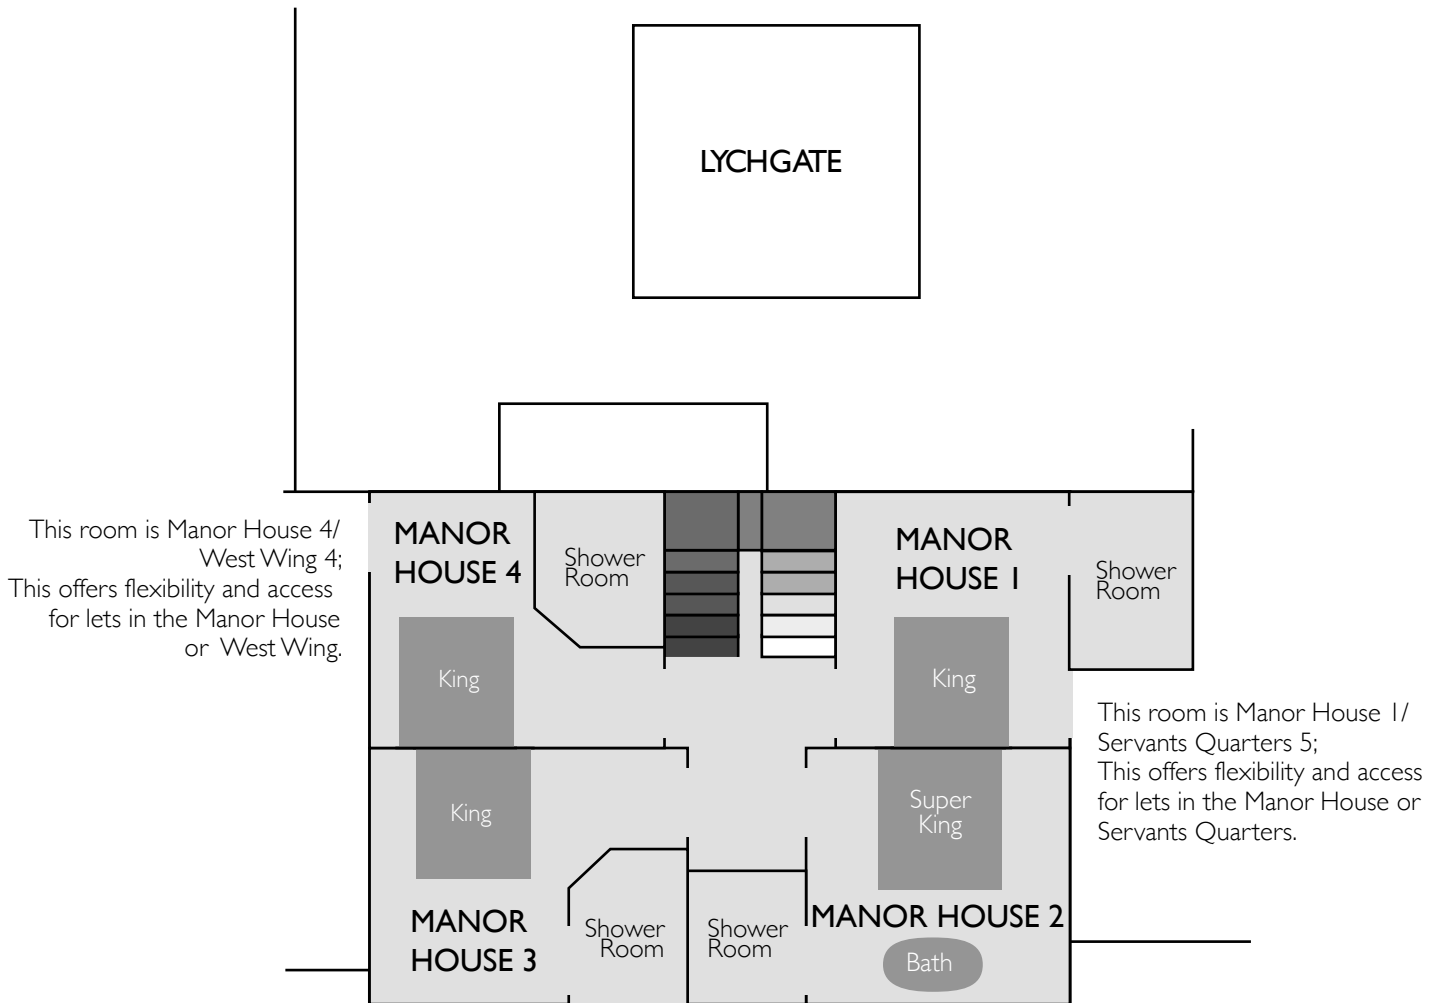 LYCHGATE
This room is Manor House 4/
West Wing 4;
This offers flexibility and access
for lets in the Manor House
or West Wing.
MANOR
HOUSE 4
Shower
Room
King
MANOR
HOUSE 1
Shower
Room
King
This room is Manor House 1/
Servants Quarters 5;
This offers flexibility and access
for lets in the Manor House or
Servants Quarters.
King
MANOR
HOUSE 3
Shower
Room
Shower
Room
Super
King
MANOR HOUSE 2
Bath